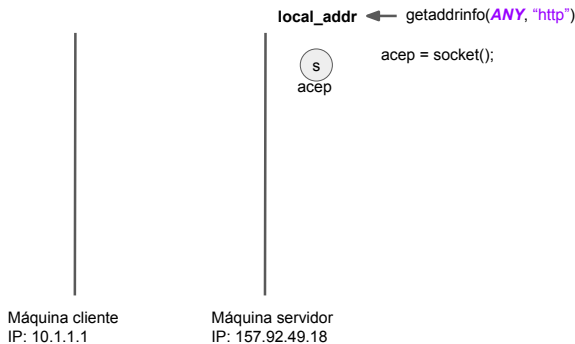 local_addr getaddrinfo(ANY, “http”)
s acep = socket();
acep
Máquina cliente Máquina servidor
IP: 10.1.1.1 IP: 157.92.49.18